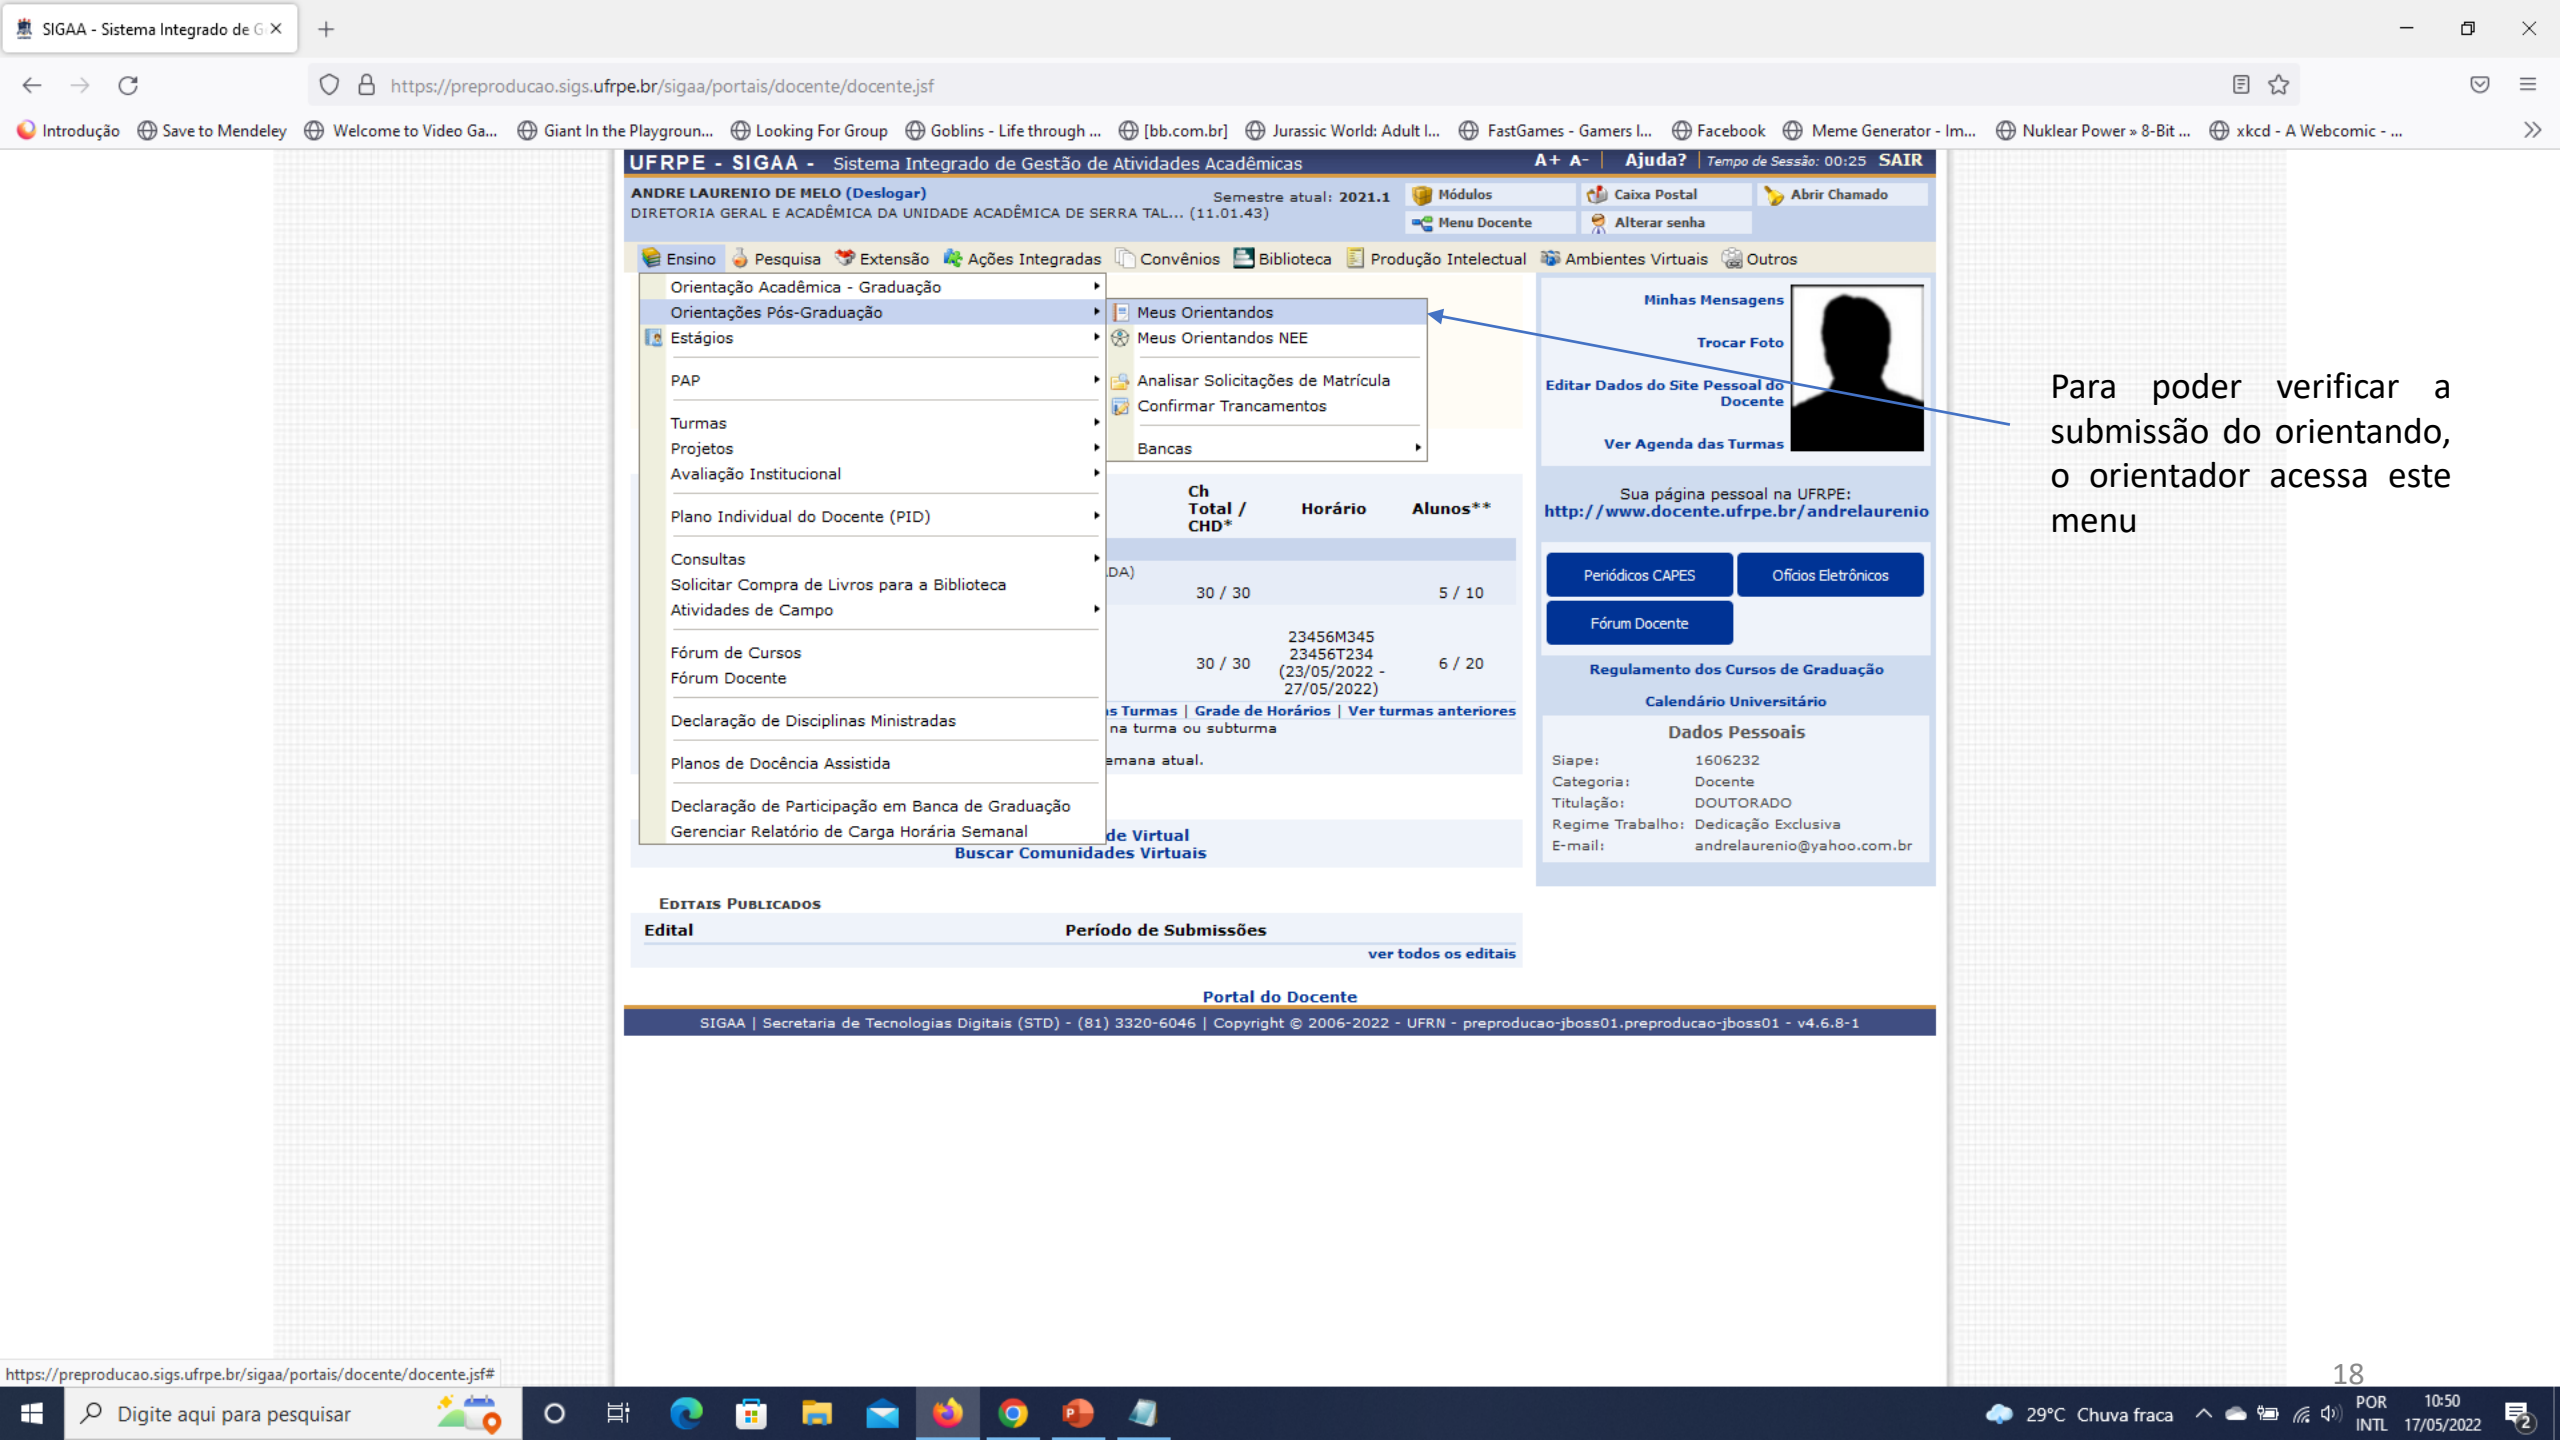 SIGAA - Sistema Integrado de G
https://preproducao.sigs.ufrpe.br/sigaa/portais/docente/docente.jsf
Introdução Save to Mendeley Welcome to Video Ga... Giant In the Playgroun... Looking For Group Goblins - Life through ... [bb.com.br] Jurassic World: Adult I... FastGames - Gamers I... Facebook Meme Generator - Im... Nuklear Power » 8-Bit ... xkcd - A Webcomic - ...
UFRPE - SIGAA - Sistema Integrado de Gestão de Atividades Acadêmicas A+ A- | Ajuda? | Tempo de Sessão: 00:25 SAIR
ANDRE LAURENIO DE MELO (Deslogar) Semestre atual: 2021.1 Módulos Caixa Postal Abrir Chamado
DIRETORIA GERAL E ACADÊMICA DA UNIDADE ACADÊMICA DE SERRA TAL... (11.01.43)
Menu Docente Alterar senha
Ensino Pesquisa Extensão Ações Integradas Convênios Biblioteca Produção Intelectual Ambientes Virtuais Outros
Orientação Acadêmica - Graduação
Orientações Pós-Graduação
Estágios
PAP
Turmas
Projetos
Avaliação Institucional
Plano Individual do Docente (PID)
Consultas
Solicitar Compra de Livros para a Biblioteca
Atividades de Campo
Fórum de Cursos
Fórum Docente
Declaração de Disciplinas Ministradas
Planos de Docência Assistida
Declaração de Participação em Banca de Graduação
Gerenciar Relatório de Carga Horária Semanal
Meus Orientandos
Meus Orientandos NEE
Analisar Solicitações de Matrícula
Confirmar Trancamentos
Bancas
Ch Total / CHD* Horário Alunos**
DA)
30 / 30 5 / 10
23456M345
23456T234
30 / 30 (23/05/2022 - 6 / 20
27/05/2022)
s Turmas | Grade de Horários | Ver turmas anteriores
na turma ou subturma
emana atual.
de Virtual
Buscar Comunidades Virtuais
EDITAIS PUBLICADOS
Edital Período de Submissões
ver todos os editais
Portal do Docente
Minhas Mensagens
Trocar Foto
Editar Dados do Site Pessoal do
Docente
Ver Agenda das Turmas
Sua página pessoal na UFRPE:
http://www.docente.ufrpe.br/andrelaurenio
Periódicos CAPES Ofícios Eletrônicos
Fórum Docente
Regulamento dos Cursos de Graduação
Calendário Universitário
Dados Pessoais
Siape: 1606232
Categoria: Docente
Titulação: DOUTORADO
Regime Trabalho: Dedicação Exclusiva
E-mail: andrelaurenio@yahoo.com.br
SIGAA | Secretaria de Tecnologias Digitais (STD) - (81) 3320-6046 | Copyright © 2006-2022 - UFRN - preproducao-jboss01.preproducao-jboss01 - v4.6.8-1
Para poder verificar a
submissão do orientando,
o orientador acessa este
menu
18
https://preproducao.sigs.ufrpe.br/sigaa/portais/docente/docente.jsf#
Digite aqui para pesquisar
29°C Chuva fraca
POR 10:50
INTL 17/05/2022
2